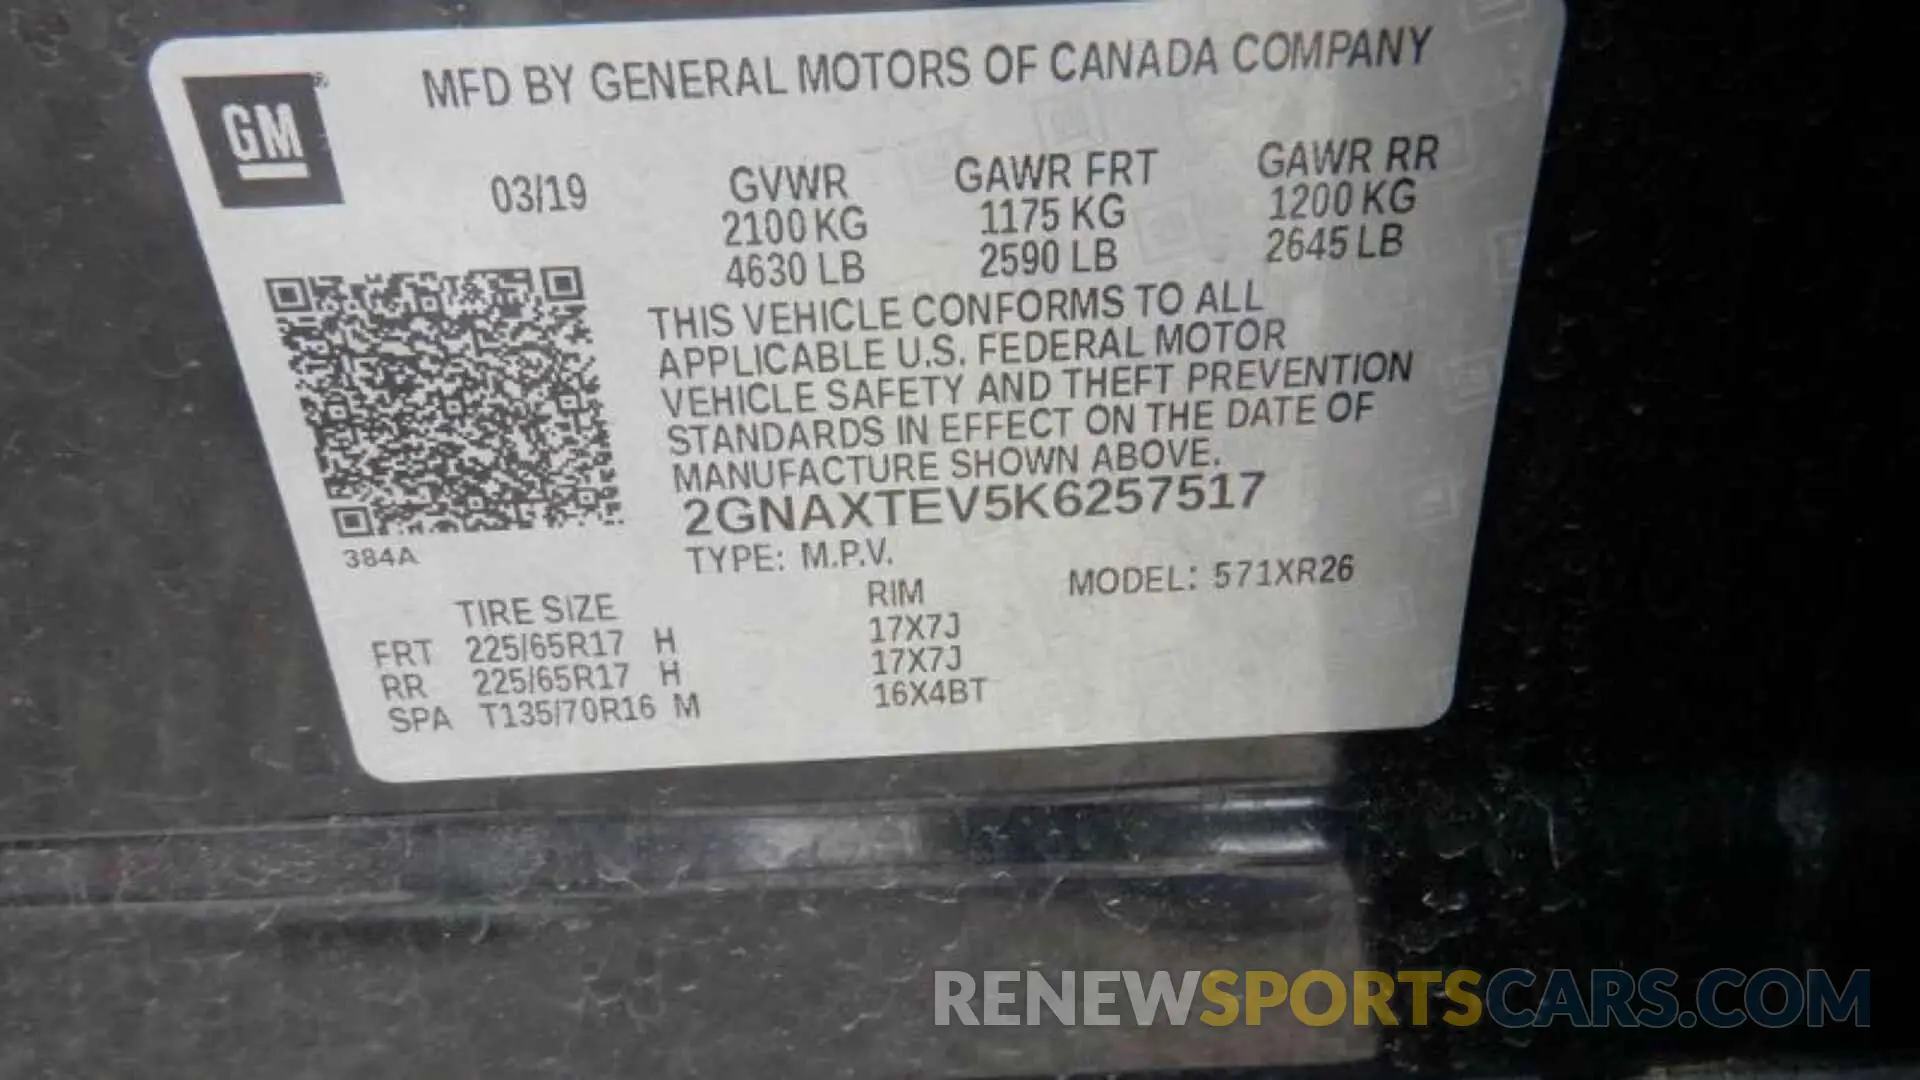 MFD BY GENERAL MOTORS OF CANADA COMPANY
GM®
03/19 GVWR GAWR FRT GAWR RR
2100 KG 1175 KG 1200 KG
4630 LB 2590 LB 2645 LB
THIS VEHICLE CONFORMS TO ALL
APPLICABLE U.S. FEDERAL MOTOR
VEHICLE SAFETY AND THEFT PREVENTION
STANDARDS IN EFFECT ON THE DATE OF
MANUFACTURE SHOWN ABOVE.
2GNAXTEV5K6257517
384A
TYPE: M.P.V. MODEL: 571XR26
TIRE SIZE RIM
FRT 225/65R17 H 17X7J
RR 225/65R17 H 17X7J
SPA T135/70R16 M 16X4BT
RENEWSPORTSCARS.COM